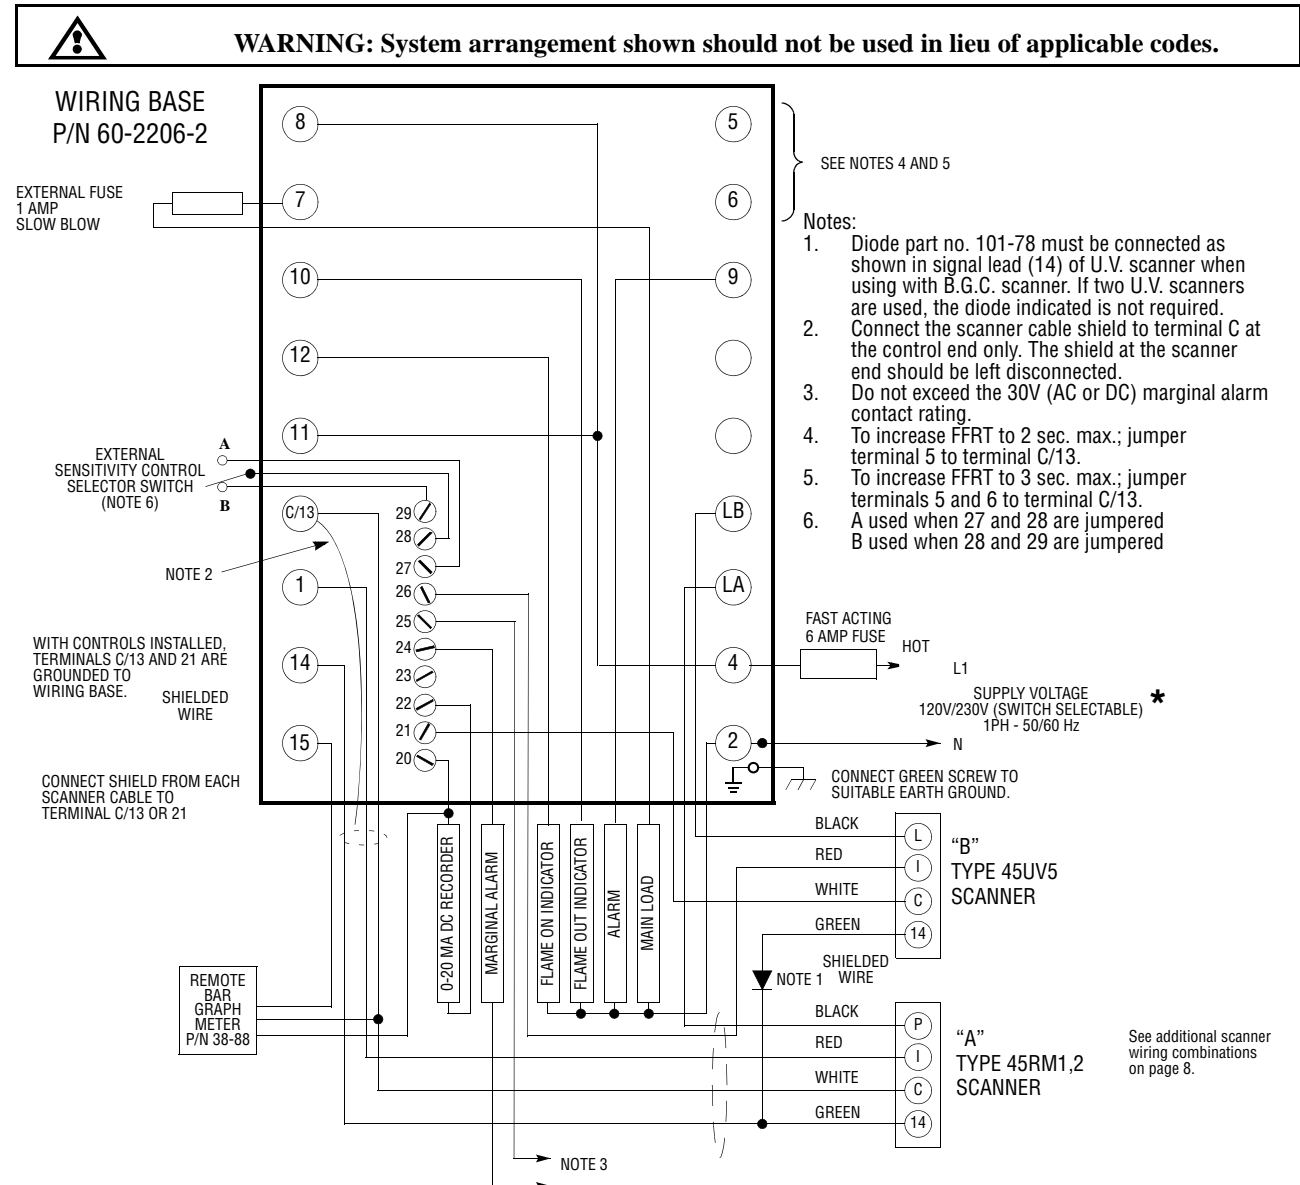 WARNING: System arrangement shown should not be used in lieu of applicable codes.
WIRING BASE
P/N 60-2206-2
EXTERNAL FUSE
1 AMP
SLOW BLOW
8
7
10
12
11
C/13
1
14
15
5
6
9
LB
LA
4
2
SEE NOTES 4 AND 5
Notes:
1. Diode part no. 101-78 must be connected as
shown in signal lead (14) of U.V. scanner when
using with B.G.C. scanner. If two U.V. scanners
are used, the diode indicated is not required.
2. Connect the scanner cable shield to terminal C at
the control end only. The shield at the scanner
end should be left disconnected.
3. Do not exceed the 30V (AC or DC) marginal alarm
contact rating.
4. To increase FFRT to 2 sec. max.; jumper
terminal 5 to terminal C/13.
5. To increase FFRT to 3 sec. max.; jumper
terminals 5 and 6 to terminal C/13.
6. A used when 27 and 28 are jumpered
B used when 28 and 29 are jumpered
EXTERNAL
SENSITIVITY CONTROL
SELECTOR SWITCH
(NOTE 6)
A
B
29
28
27
26
25
24
23
22
21
20
NOTE 2
WITH CONTROLS INSTALLED,
TERMINALS C/13 AND 21 ARE
GROUNDED TO
WIRING BASE.
SHIELDED
WIRE
CONNECT SHIELD FROM EACH
SCANNER CABLE TO
TERMINAL C/13 OR 21
FAST ACTING
6 AMP FUSE
HOT
L1
SUPPLY VOLTAGE
120V/230V (SWITCH SELECTABLE) *
1PH - 50/60 Hz
N
CONNECT GREEN SCREW TO
SUITABLE EARTH GROUND.
0-20 MA DC RECORDER
MARGINAL ALARM
FLAME ON INDICATOR
FLAME OUT INDICATOR
ALARM
MAIN LOAD
BLACK
RED
WHITE
GREEN
L
I
C
14
"B"
TYPE 45UV5
SCANNER
SHIELDED
WIRE
NOTE 1
REMOTE
BAR
GRAPH
METER
P/N 38-88
BLACK
RED
WHITE
GREEN
P
I
C
14
"A"
TYPE 45RM1,2
SCANNER
See additional scanner
wiring combinations
on page 8.
NOTE 3